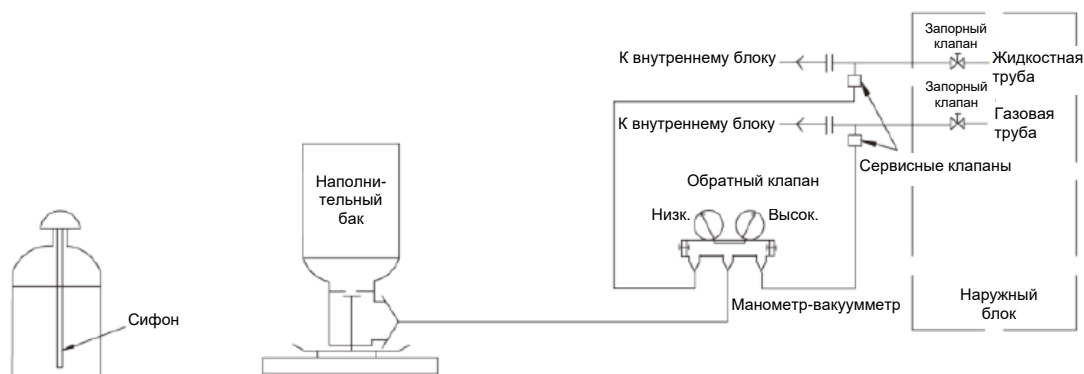 Запорный
клапан
К внутреннему блоку
Жидкостная
труба
Запорный
клапан
К внутреннему блоку
Газовая
труба
Сервисные клапаны
Наполни-
тельный
бак
Обратный клапан
Низк.
Высок.
Манометр-вакуумметр
Наружный
блок
Сифон